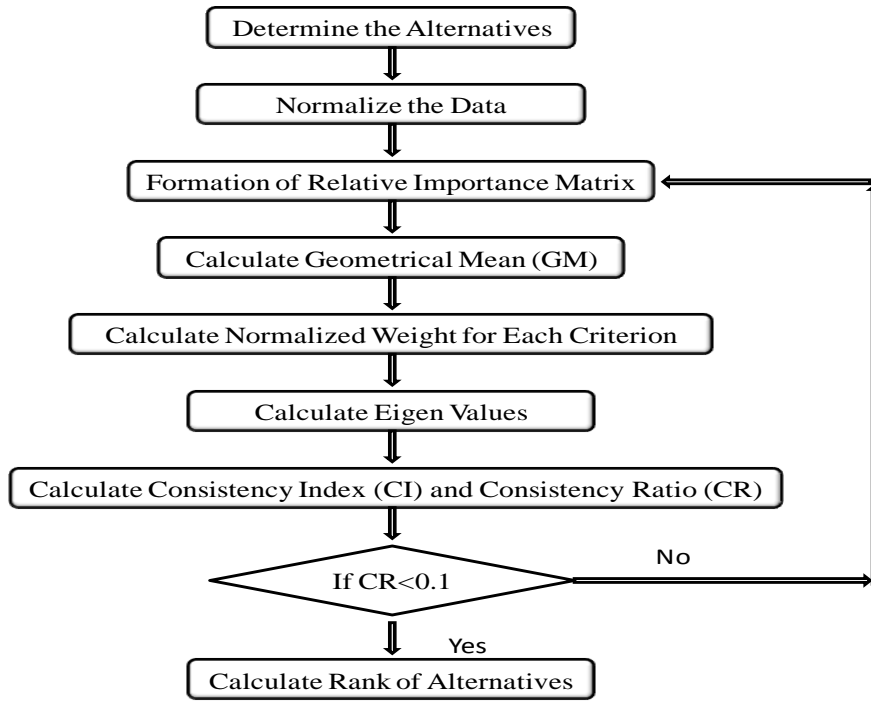 Determine the Alternatives
Normalize the Data
Formation of Relative Importance Matrix
Calculate Geometrical Mean (GM)
Calculate Normalized Weight for Each Criterion
Calculate Eigen Values
Calculate Consistency Index (CI) and Consistency Ratio (CR)
No
If CR<0.1
Yes
Calculate Rank of Alternatives